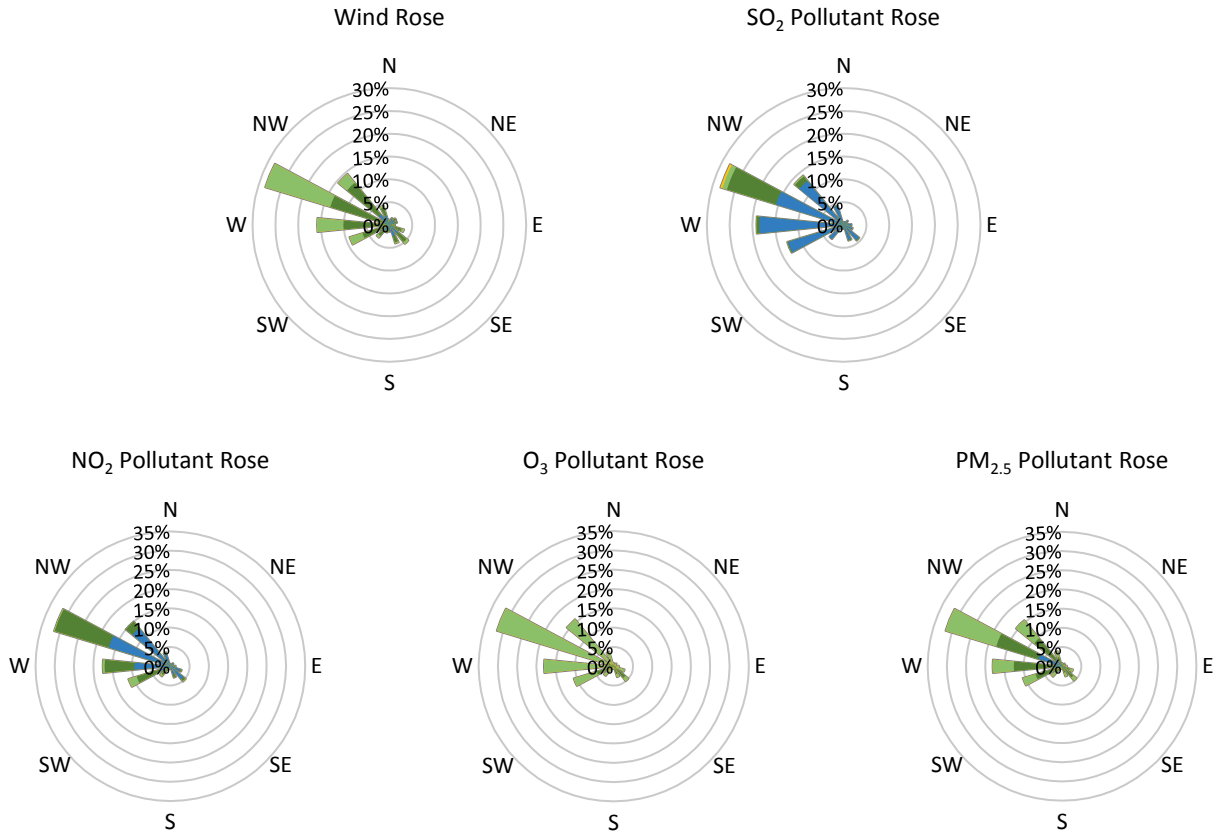 Wind Rose
N
30%
25%
20%
15%
10%
5%
0%
NW
NE
W
E
SW
SE
S
SO₂ Pollutant Rose
N
30%
25%
20%
15%
10%
5%
0%
NW
NE
W
E
SW
SE
S
NO₂ Pollutant Rose
N
35%
30%
25%
20%
15%
10%
5%
0%
NW
NE
W
E
SW
SE
S
O₃ Pollutant Rose
N
35%
30%
25%
20%
15%
10%
5%
0%
NW
NE
W
E
SW
SE
S
PM₂.₅ Pollutant Rose
N
35%
30%
25%
20%
15%
10%
5%
0%
NW
NE
W
E
SW
SE
S